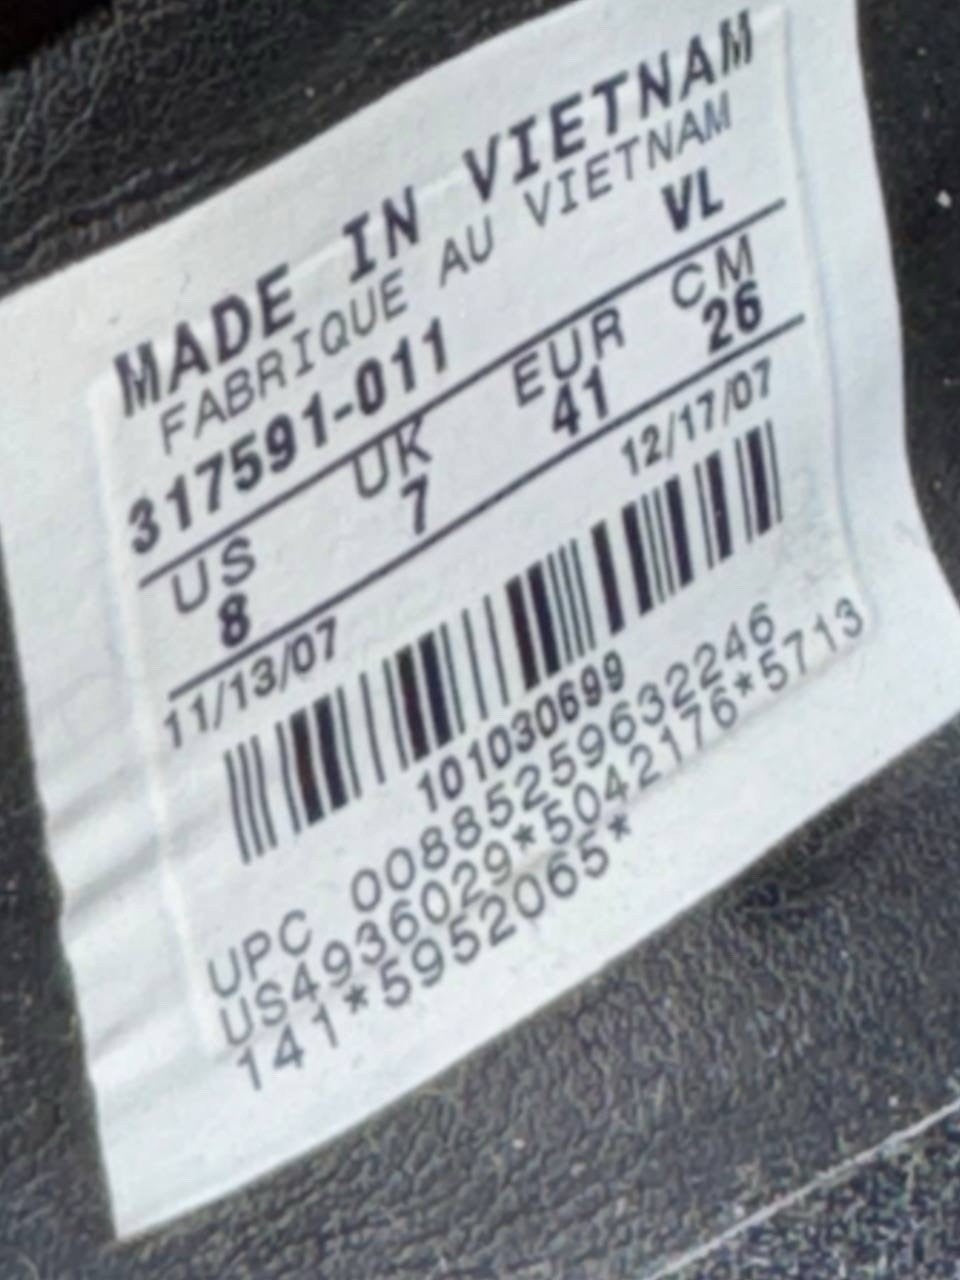 MADE IN VIETNAM
FABRIQUE AU VIETNAM
317591-011 VL
US UK EUR CM
8 7 41 26
11/13/07 12/17/07
101030699
UPC 00885259632246
US4936029*5042176*5713
141*5952065*